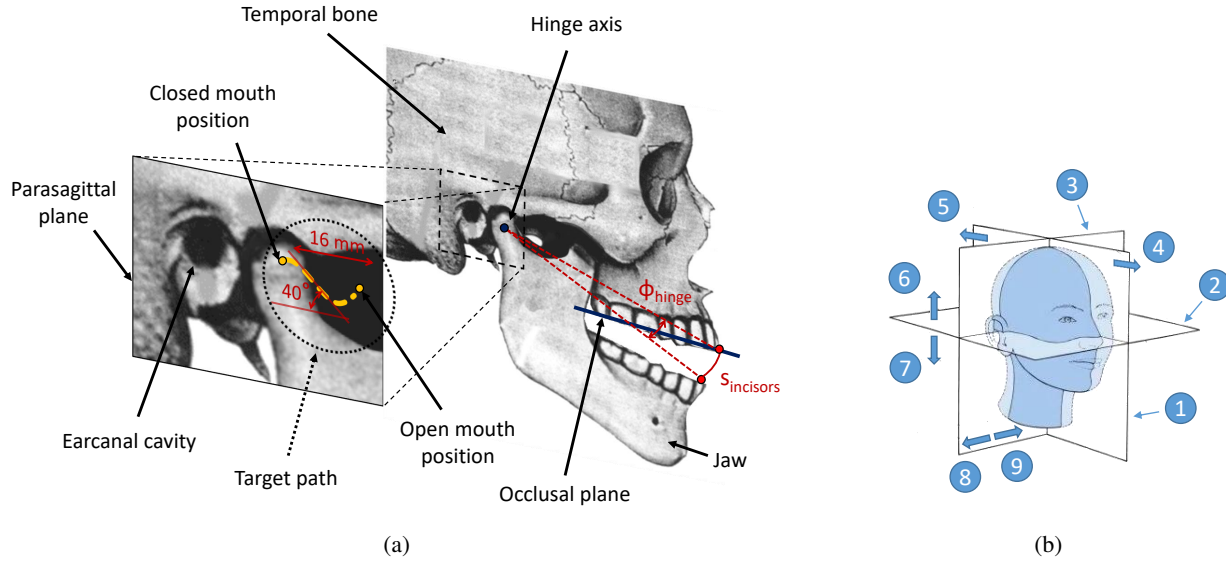 Temporal bone
Hinge axis
Closed mouth
position
Parasagittal
plane
16 mm
40°
ϕhinge
sincisors
Earcanal cavity
Target path
Open mouth
position
Occlusal plane
Jaw
(a)
3
5
4
6
2
7
1
8
9
(b)